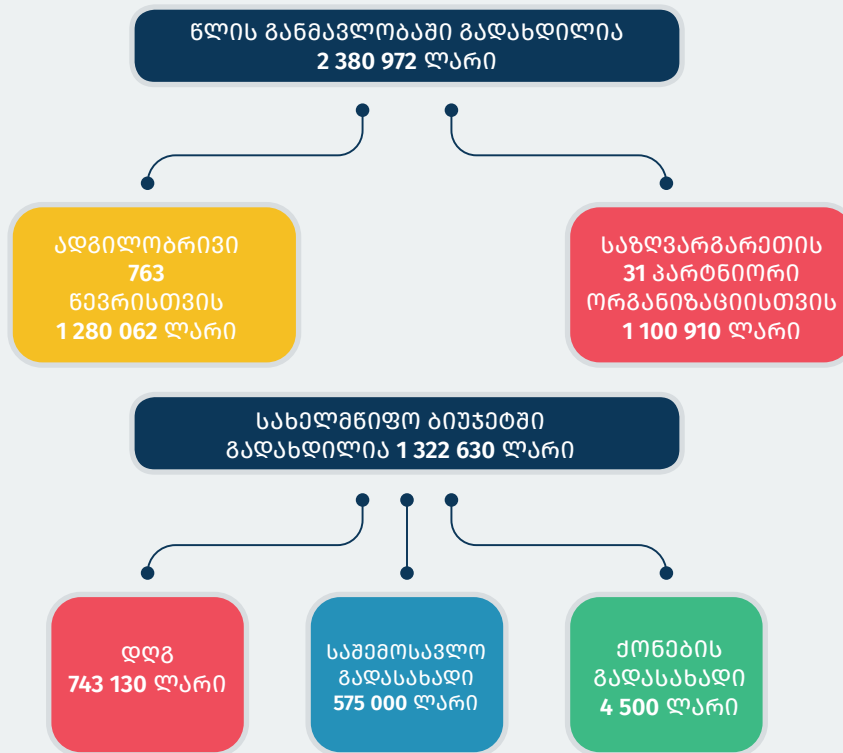 წლის განმავლობაში გადახდილია
2 380 972 ლარი
ადგილობრივი
763
წევრისთვის
1 280 062 ლარი
საზღვარგარეთის
31 პარტნიორი
ორგანიზაციისთვის
1 100 910 ლარი
სახელმწიფო ბიუჯეტში
გადახდილია 1 322 630 ლარი
დღგ
743 130 ლარი
საშემოსავლო
გადასახადი
575 000 ლარი
ქონების
გადასახადი
4 500 ლარი